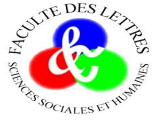 FACULTE DES LETTRES
&
SCIENCES SOCIALES ET HUMAINES